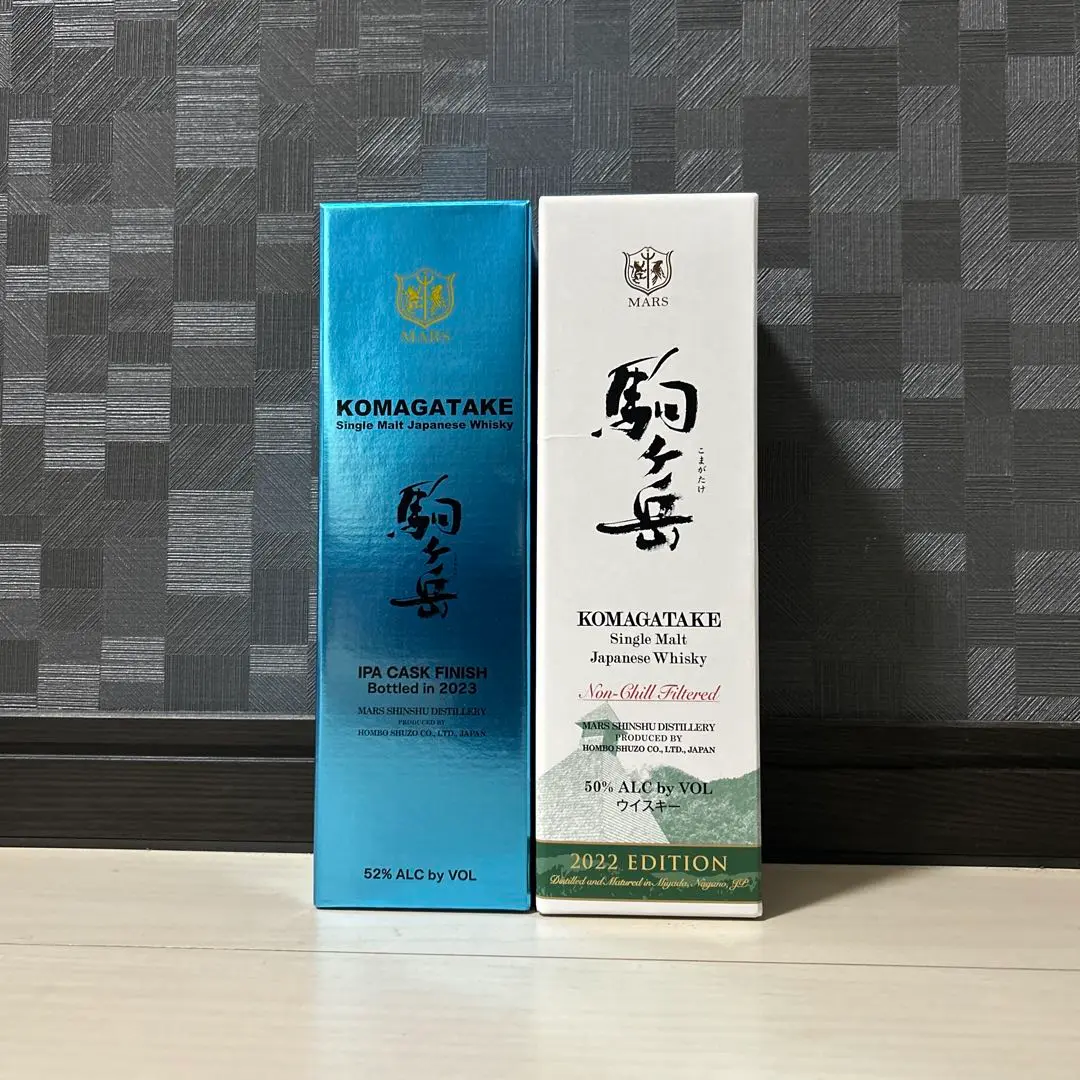 MARS
KOMAGATAKE
Single Malt Japanese Whisky
駒ヶ岳
IPA CASK FINISH
Bottled in 2023
MARS SHINSHU DISTILLERY
PRODUCED BY
HOMBO SHUZO CO., LTD., JAPAN
52% ALC by VOL
MARS
駒ヶ岳
こまがたけ
KOMAGATAKE
Single Malt
Japanese Whisky
Non-Chill Filtered
MARS SHINSHU DISTILLERY
PRODUCED BY
HOMBO SHUZO CO., LTD., JAPAN
50% ALC by VOL
ウイスキー
2022 EDITION
Distilled and Matured in Miyada, Nagano, JP.